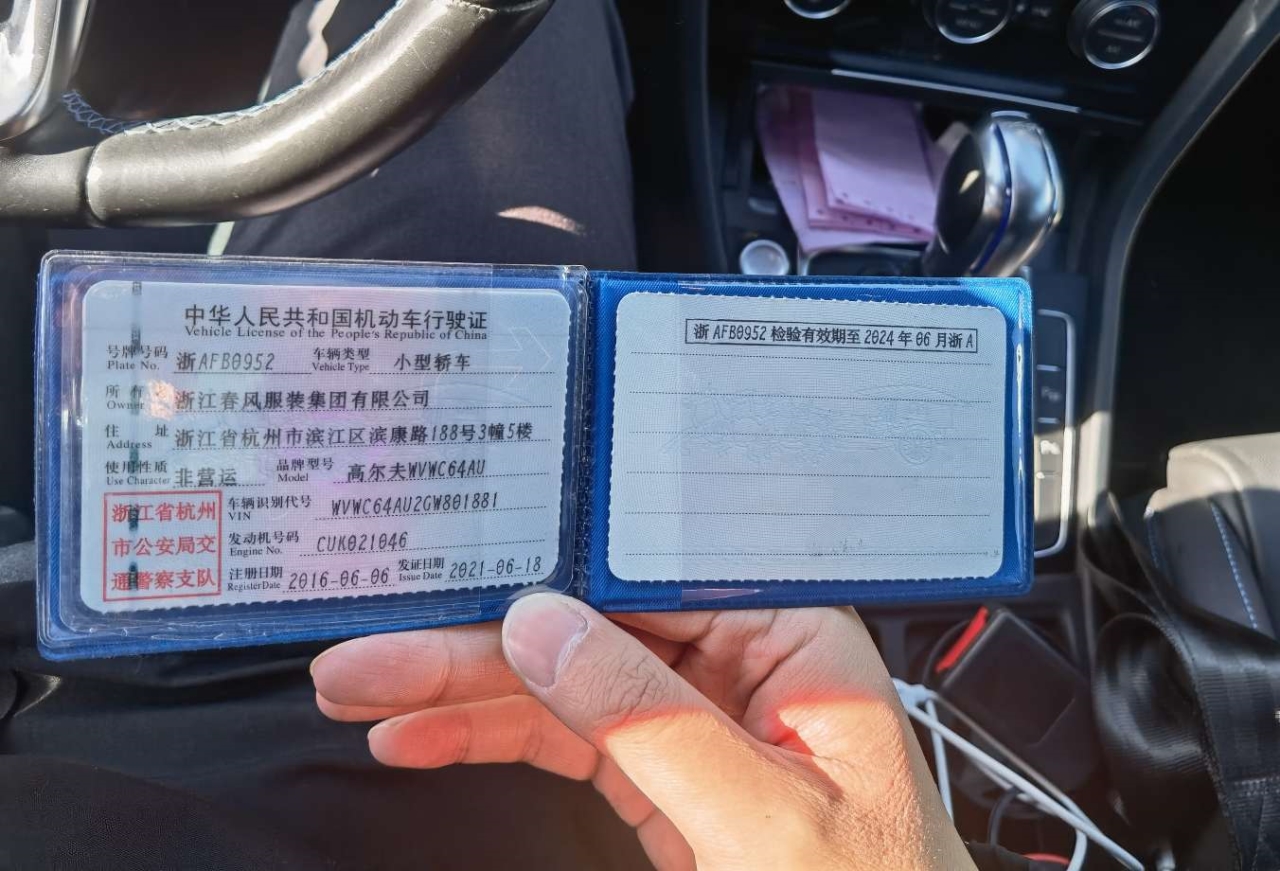 中华人民共和国机动车行驶证
Vehicle License of the People's Republic of China
号牌号码 浙AFB0952 车辆类型 小型轿车
Plate No. Vehicle Type
所有 浙江春风服装集团有限公司
Owner
住址 浙江省杭州市滨江区滨康路188号3幢5楼
Address
使用性质 非营运 品牌型号 高尔夫WVWC64AU
Use Character Model
浙江省杭州
市公安局交
通警察支队
车辆识别代号 WVWC64AU2GW801881
VIN
发动机号码 CUK021046
Engine No.
注册日期 2016-06-06 发证日期 2021-06-18
Register Date Issue Date
浙AFB0952检验有效期至2024年06月浙A